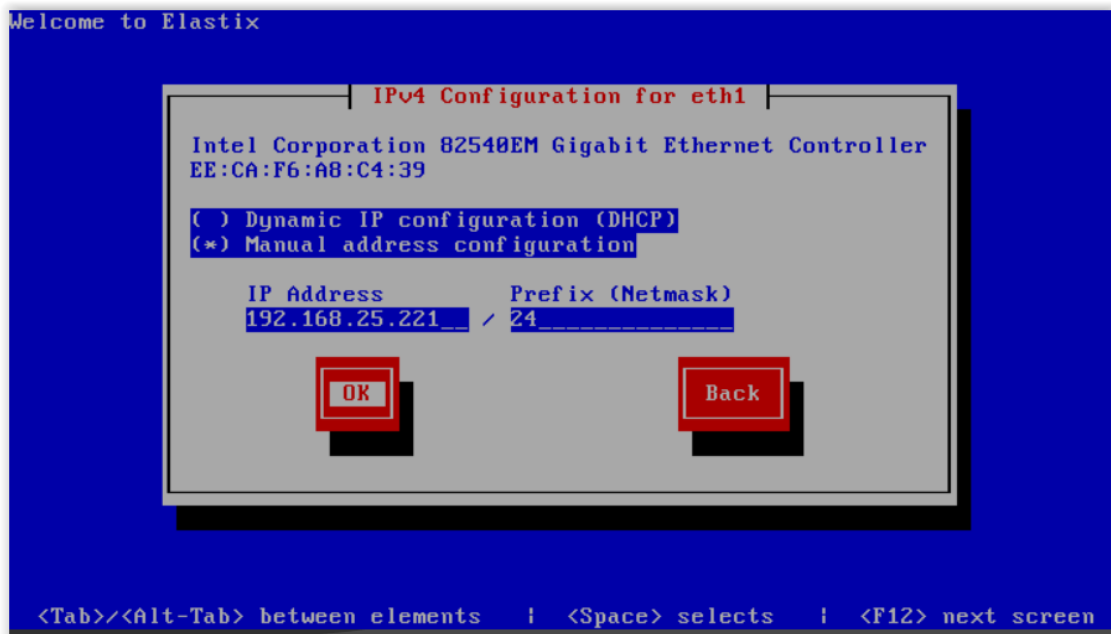 Welcome to Elastix
IPv4 Configuration for eth1
Intel Corporation 82540EM Gigabit Ethernet Controller
EE:CA:F6:A8:C4:39
( ) Dynamic IP configuration (DHCP)
(*) Manual address configuration
IP Address Prefix (Netmask)
192.168.25.221__ / 24______________
OK Back
<Tab>/<Alt-Tab> between elements | <Space> selects | <F12> next screen